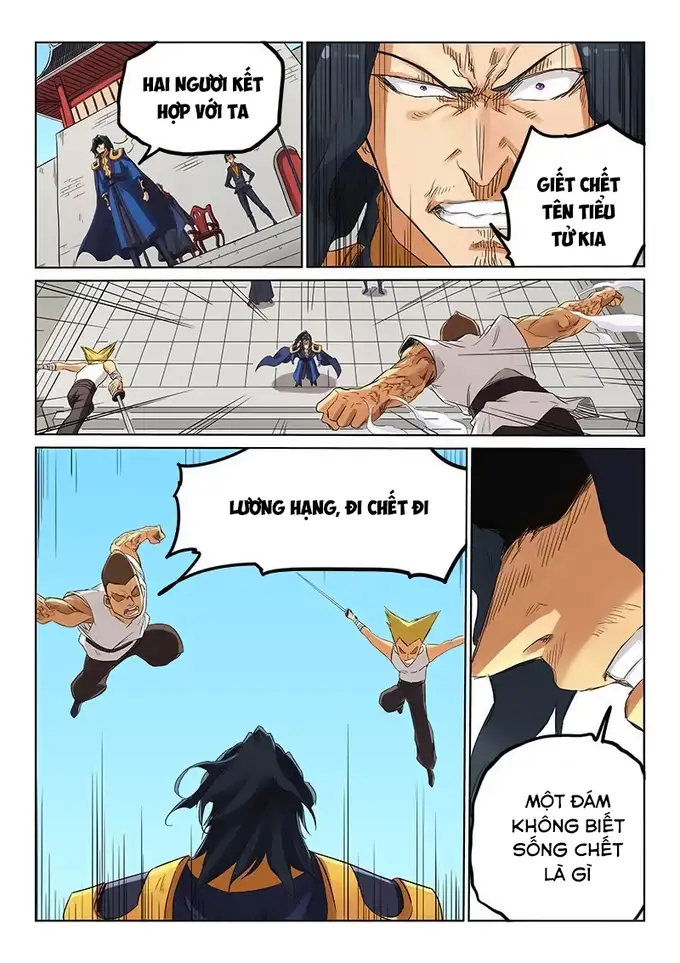 HAI NGƯƠI KẾT
HỢP VỚI TA
GIẾT CHẾT
TÊN TIỂU
TỬ KIA
LƯƠNG HẠNG, ĐI CHẾT ĐI
MỘT ĐÁM
KHÔNG BIẾT
SỐNG CHẾT
LÀ GÌ